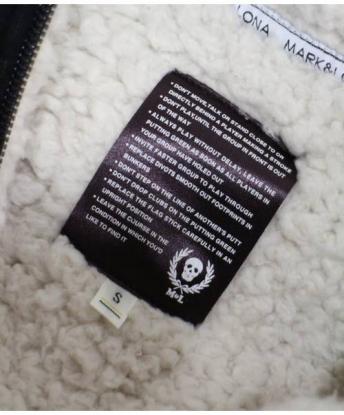 LONA MARK&LO
• DON'T MOVE,TALK OR STAND CLOSE TO OR
DIRECTLY BEHIND A PLAYER MAKING A STROKE
• DON'T PLAY,UNTIL THE GROUP IN FRONT IS OUT
OF THE WAY
• ALWAYS PLAY WITHOUT DELAY, LEAVE THE
PUTTING GREEN AS SOON AS ALL PLAYERS IN
YOUR GROUP HAVE HOLED OUT
• INVITE FASTER GROUP TO PLAY THROUGH
• REPLACE DIVOTS SMOOTH OUT FOOTPRINTS IN
BUNKERS
• DON'T STEP ON THE LINE OF ANOTHER'S PUTT
• DON'T DROP CLUBS ON THE PUTTING GREEN
• REPLACE THE FLAG STICK CAREFULLY IN AN
UPRIGHT POSITION
• LEAVE THE COURSE IN THE
CONDITION IN WHICH YOU'D
LIKE TO FIND IT
M&L
S